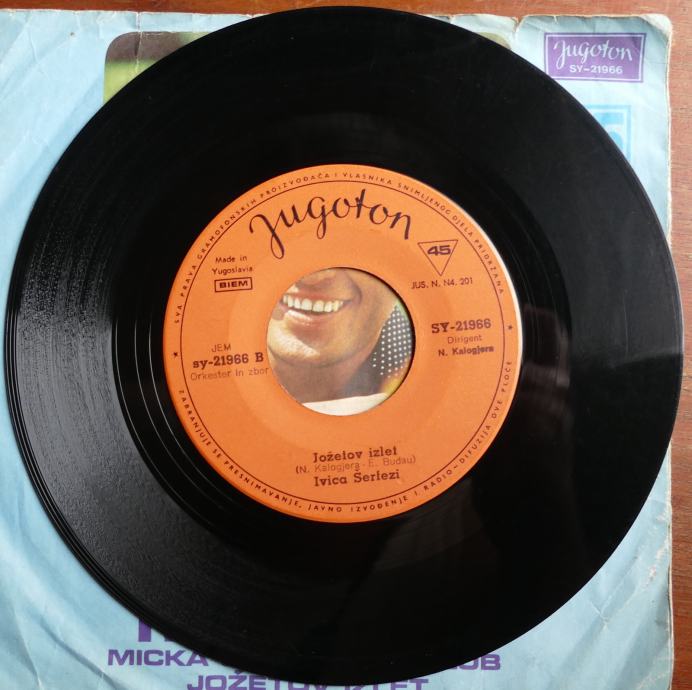 Jugoton
SY-21966
SVA PRAVA GRAMOFONSKIH PROIZVOĐAČA I VLASNIKA SNIMLJENOG DJELA PRIDRŽANA
Jugoton
45
Made in
Yugoslavia
BIEM
JUS. N. N4. 201
SY-21966
Dirigent
N. Kalogjera
JEM
sy-21966 B
Orkester in zbor
Jožetov izlet
(N. Kalogjera - E. Budau)
Ivica Šerfezi
ZABRANJUJE SE PRESNIMAVANJE, JAVNO IZVOĐENJE I RADIO-DIFUZIJA OVE PLOČE
MICKA
JOŽETOV IZLET